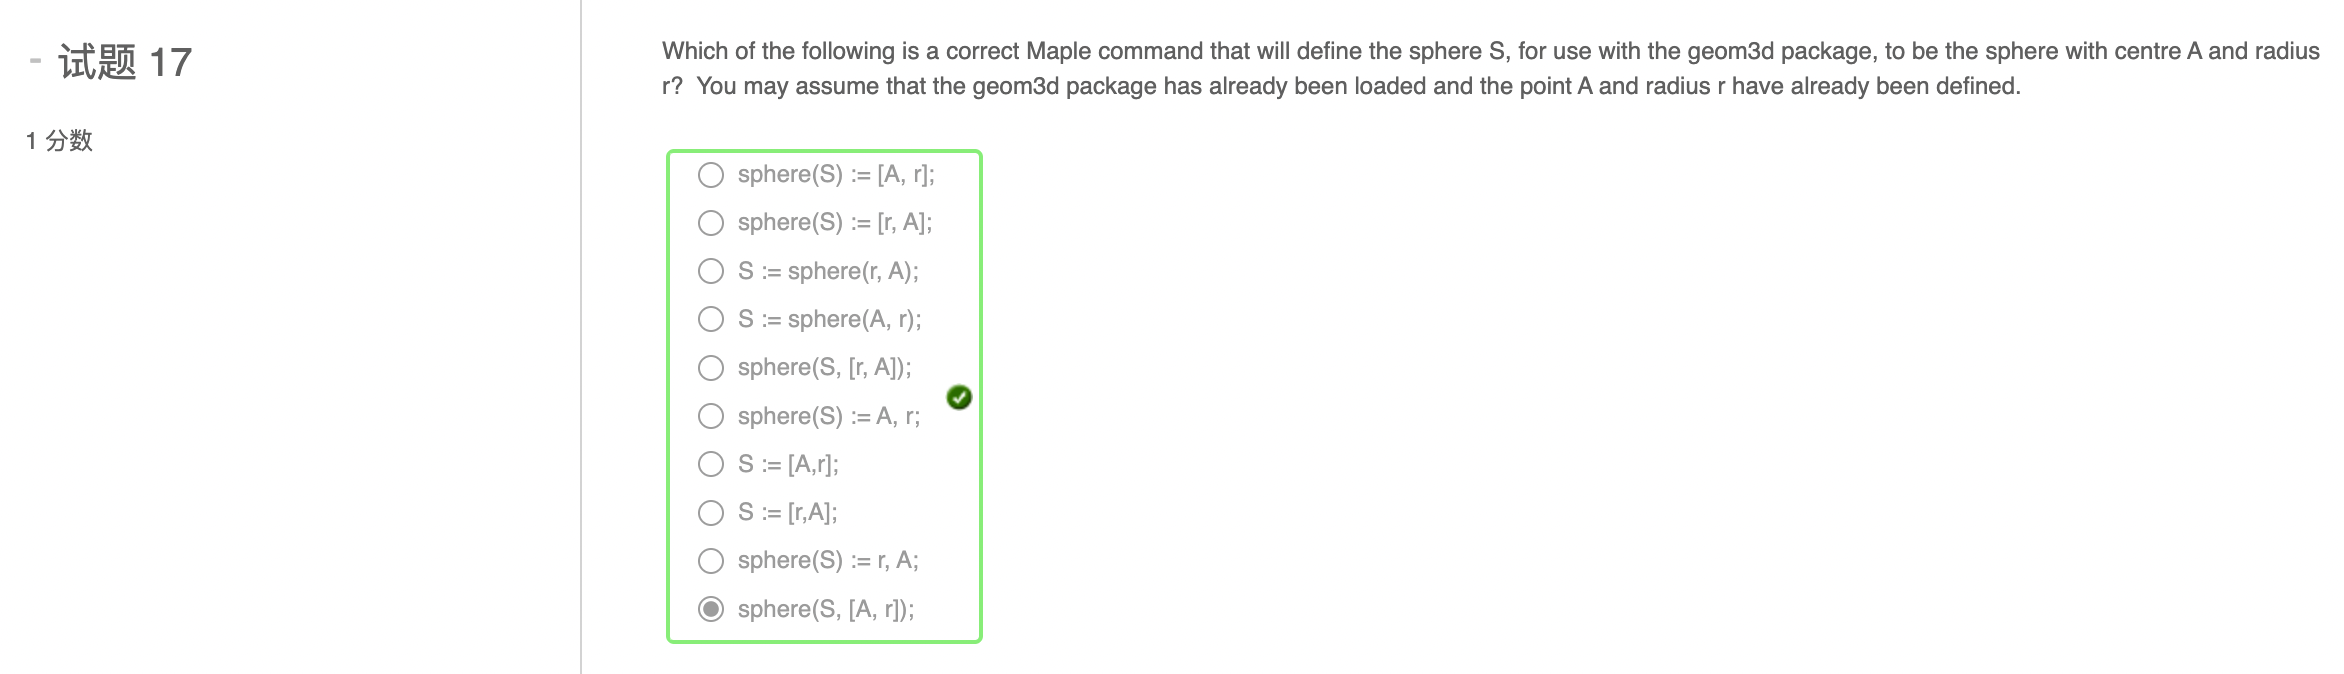 - 试题 17
1 分数
Which of the following is a correct Maple command that will define the sphere S, for use with the geom3d package, to be the sphere with centre A and radius
r?  You may assume that the geom3d package has already been loaded and the point A and radius r have already been defined.
sphere(S) := [A, r];
sphere(S) := [r, A];
S := sphere(r, A);
S := sphere(A, r);
sphere(S, [r, A]);
sphere(S) := A, r;
S := [A,r];
S := [r,A];
sphere(S) := r, A;
sphere(S, [A, r]);